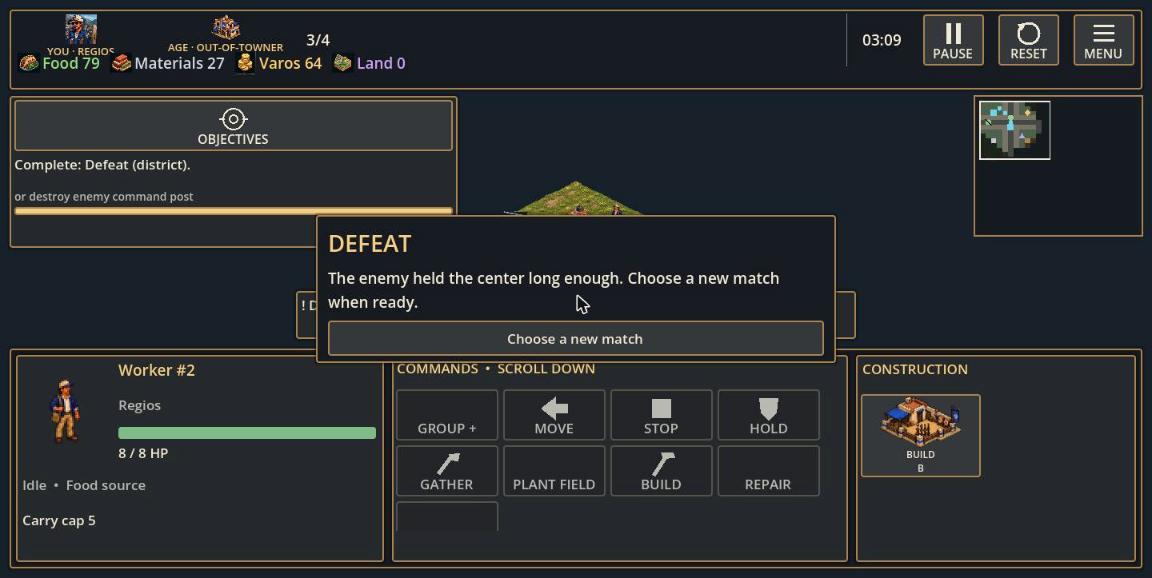 YOU · REGIOS
AGE · OUT-OF-TOWNER
3/4
Food 79
Materials 27
Varos 64
Land 0
03:09
PAUSE
RESET
MENU
OBJECTIVES
Complete: Defeat (district).
or destroy enemy command post
DEFEAT
The enemy held the center long enough. Choose a new match
when ready.
Choose a new match
! D
Worker #2
Regios
8 / 8 HP
Idle • Food source
Carry cap 5
COMMANDS • SCROLL DOWN
GROUP +
MOVE
STOP
HOLD
GATHER
PLANT FIELD
BUILD
REPAIR
CONSTRUCTION
BUILD
B